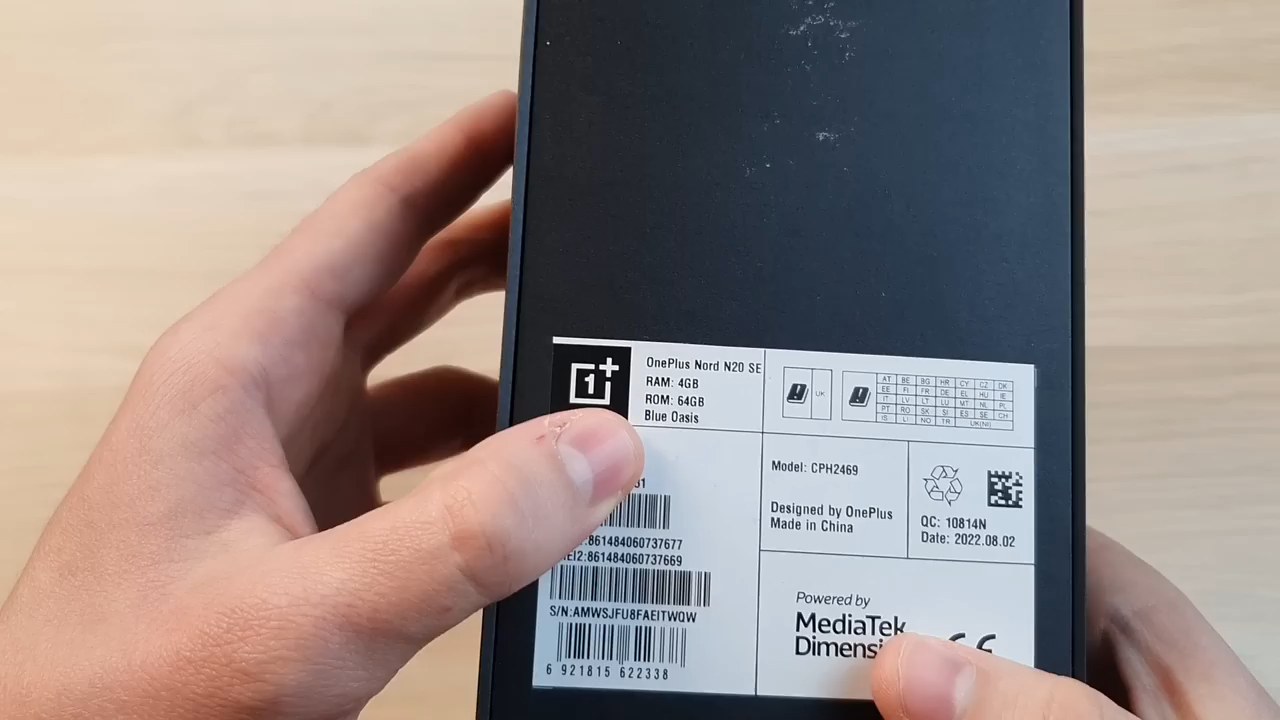 OnePlus Nord N20 SE
RAM: 4GB
ROM: 64GB
Blue Oasis
UK
AT BE BG HR CY CZ DK
EE FI FR DE EL HU IE
IT LV LT LU MT NL PL
PT RO SK SI ES SE CH
IS LI NO TR UK(NI)
Model: CPH2469
Designed by OnePlus
Made in China
QC: 10814N
Date: 2022.08.02
:861484060737677
EI2:861484060737669
S/N:AMWSJFU8FAEITWQW
6 921815 622338
Powered by
MediaTek
CE